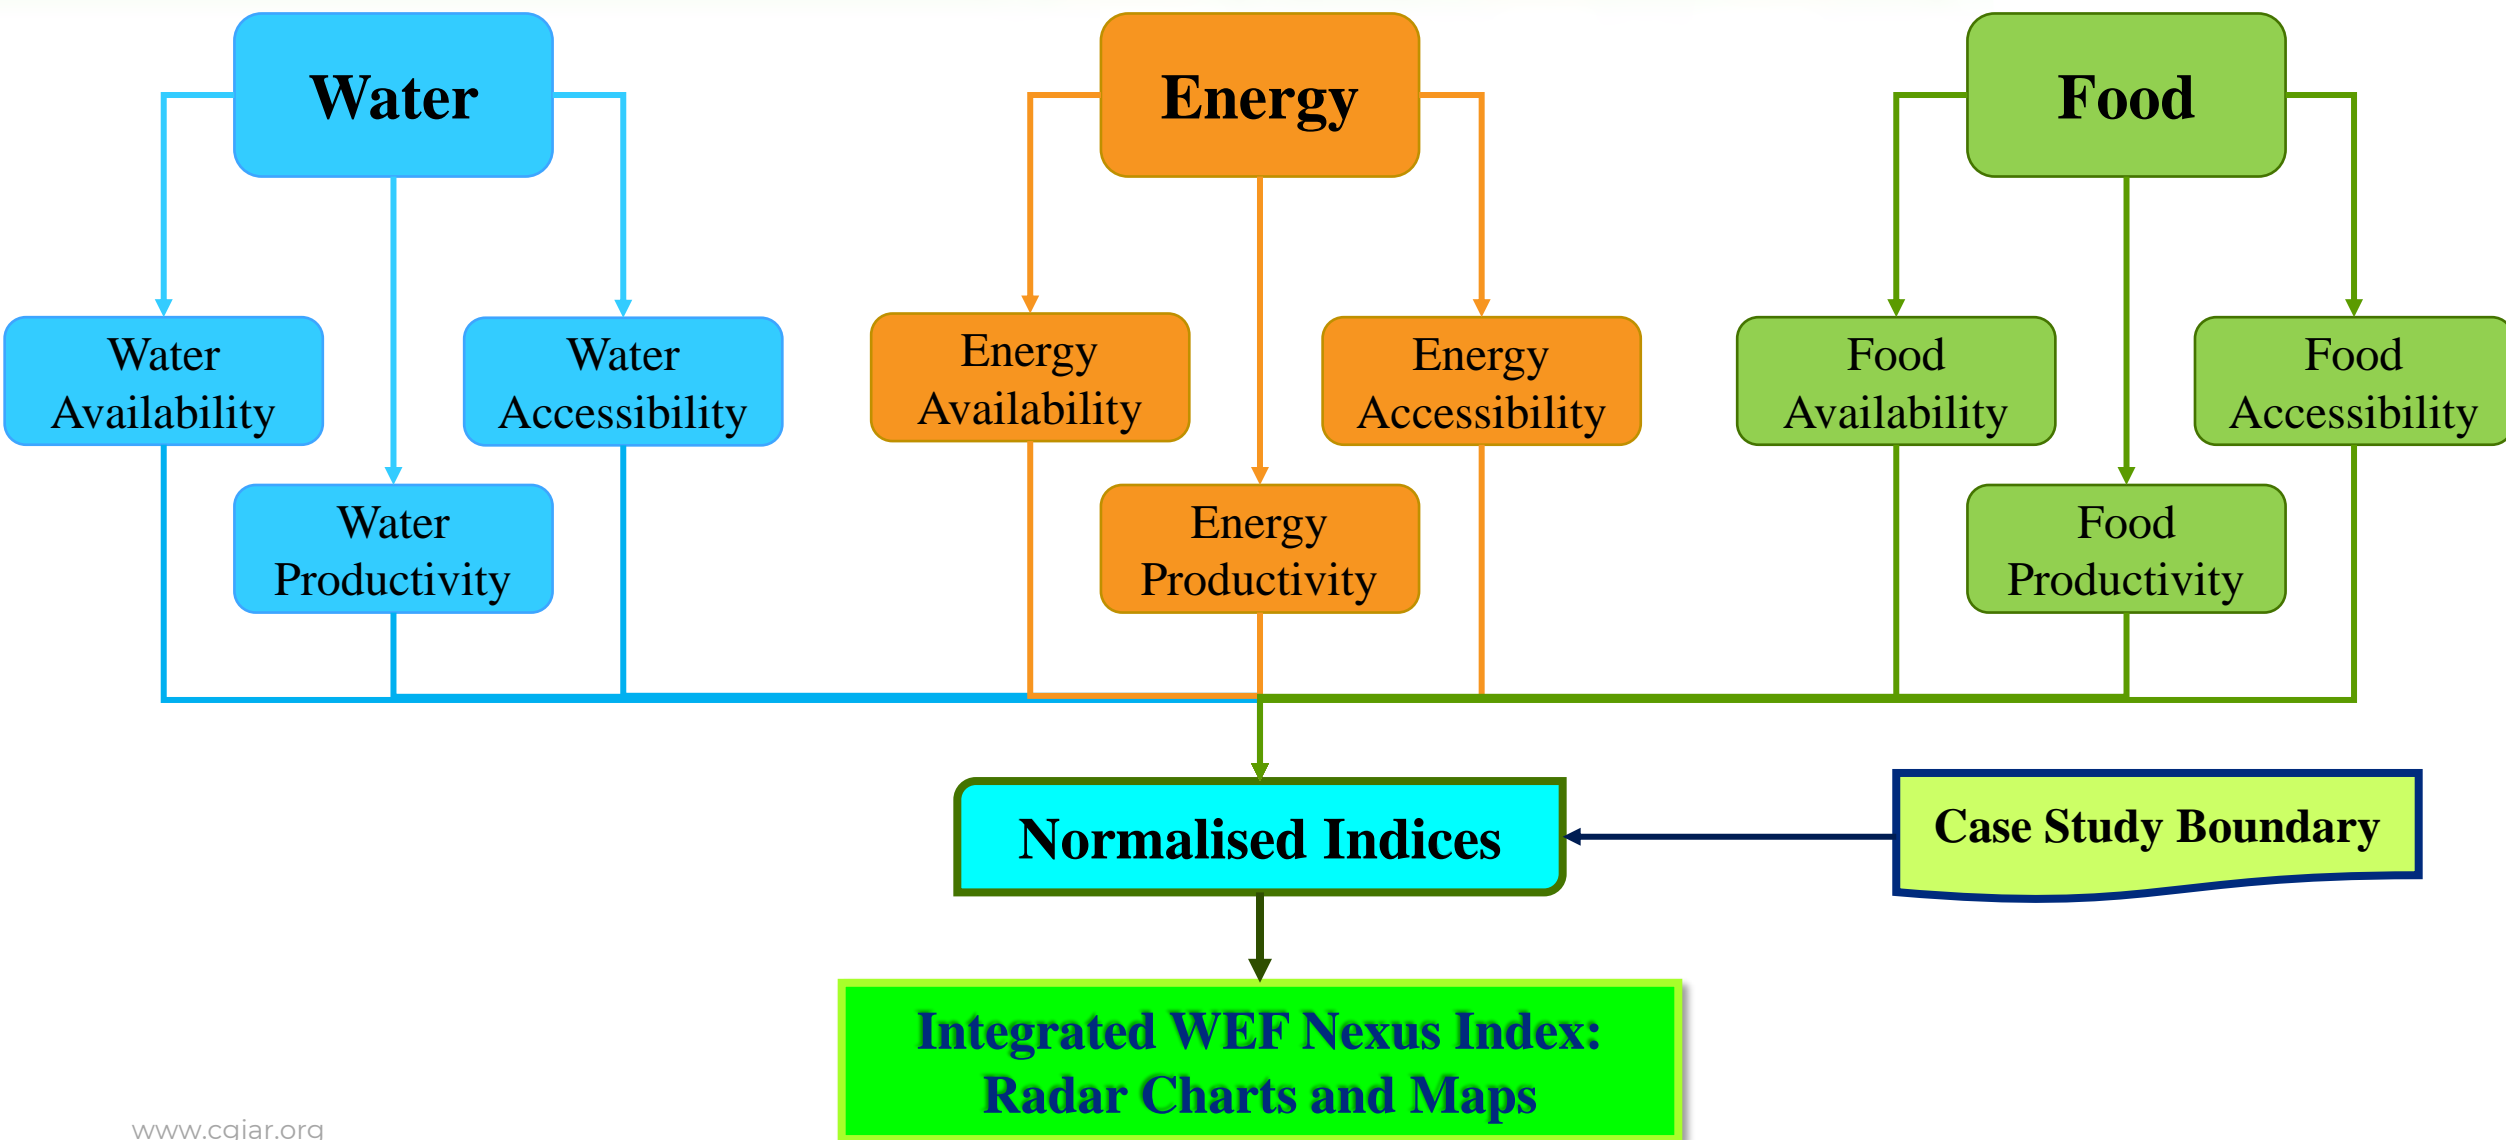 Water
Energy
Food
Water
Availability
Water
Accessibility
Energy
Availability
Energy
Accessibility
Food
Availability
Food
Accessibility
Water
Productivity
Energy
Productivity
Food
Productivity
Normalised Indices
Case Study Boundary
Integrated WEF Nexus Index:
Radar Charts and Maps
www.cgiar.org